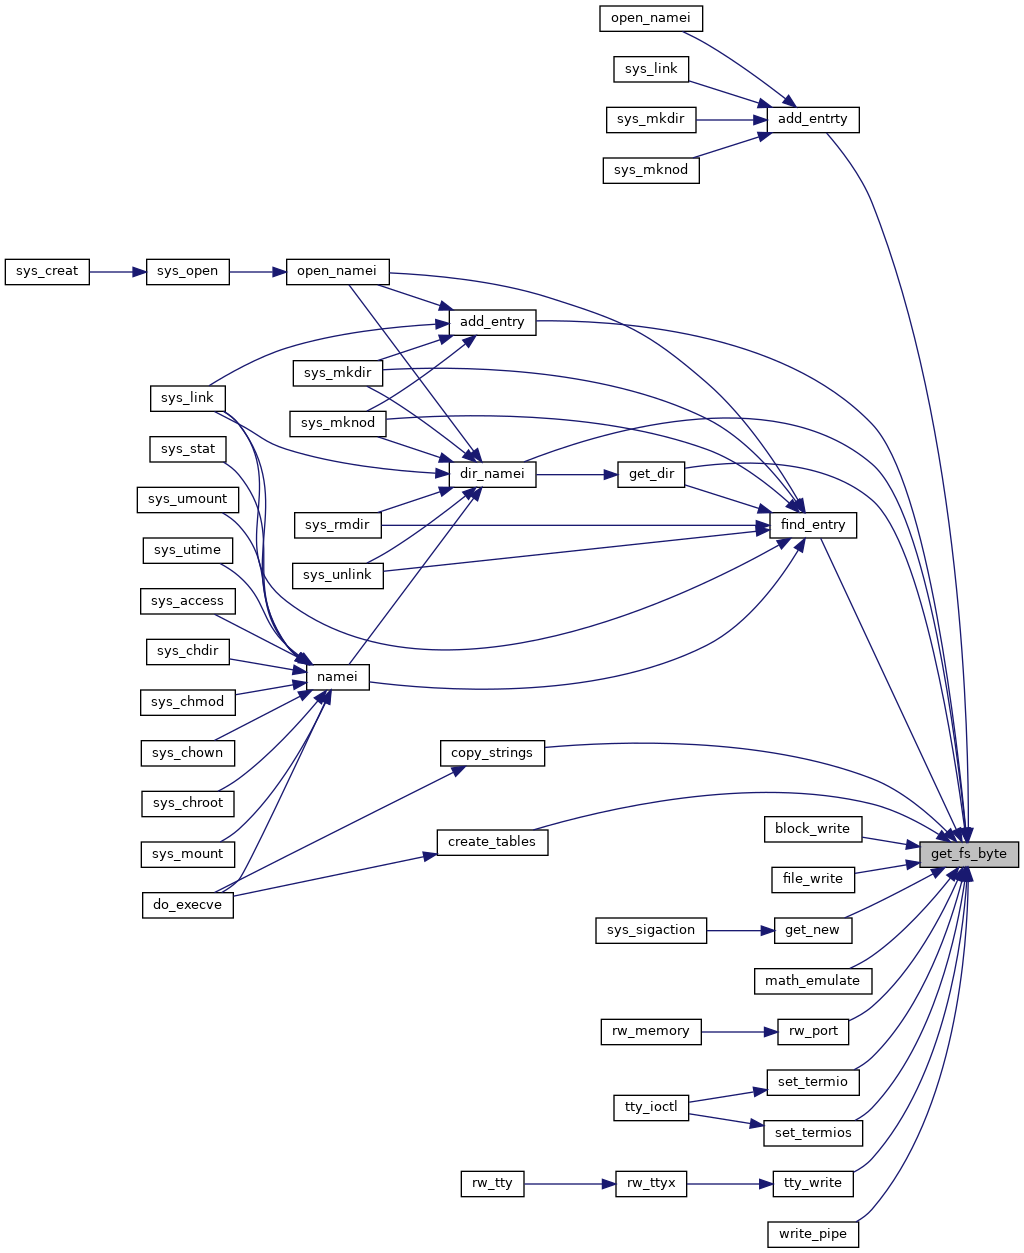 open_namei
sys_link
sys_mkdir
add_entrty
sys_mknod
sys_creat
sys_open
open_namei
add_entry
sys_mkdir
sys_link
sys_mknod
sys_stat
dir_namei
get_dir
sys_umount
sys_rmdir
find_entry
sys_utime
sys_unlink
sys_access
sys_chdir
namei
sys_chmod
sys_chown
copy_strings
sys_chroot
block_write
create_tables
sys_mount
get_fs_byte
file_write
do_execve
sys_sigaction
get_new
math_emulate
rw_memory
rw_port
set_termio
tty_ioctl
set_termios
rw_tty
rw_ttyx
tty_write
write_pipe